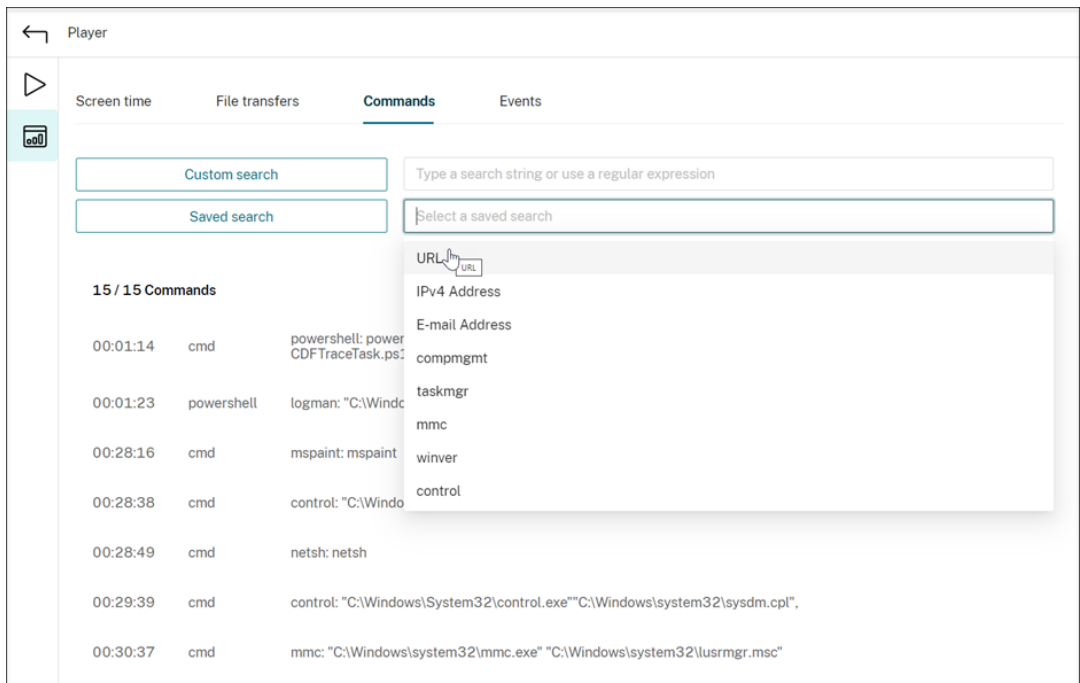 Player
Screen time File transfers Commands Events
Custom search Type a search string or use a regular expression
Saved search Select a saved search
URL URL
IPv4 Address
15 / 15 Commands
E-mail Address
00:01:14 cmd powershell: power
CDFTraceTask.ps1
compmgmt
taskmgr
00:01:23 powershell logman: "C:\Windo
mmc
00:28:16 cmd mspaint: mspaint
winver
control
00:28:38 cmd control: "C:\Windo
00:28:49 cmd netsh: netsh
00:29:39 cmd control: "C:\Windows\System32\control.exe""C:\Windows\system32\sysdm.cpl",
00:30:37 cmd mmc: "C:\Windows\system32\mmc.exe" "C:\Windows\system32\lusrmgr.msc"